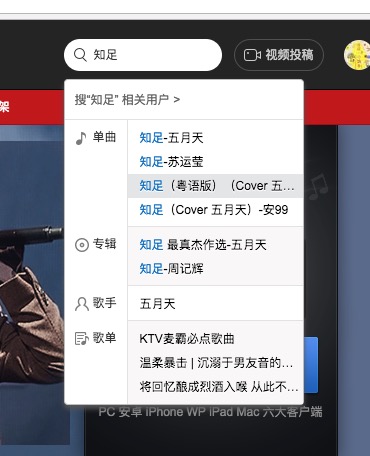 知足
视频投稿
架
搜“知足” 相关用户 >
单曲
知足-五月天
知足-苏运莹
知足（粤语版）（Cover 五...
知足（Cover 五月天）-安99
专辑
知足 最真杰作选-五月天
知足-周记辉
歌手
五月天
歌单
KTV麦霸必点歌曲
温柔暴击 | 沉溺于男友音的...
将回忆酿成烈酒入喉 从此不...
PC 安卓 iPhone WP iPad Mac 六大客户端